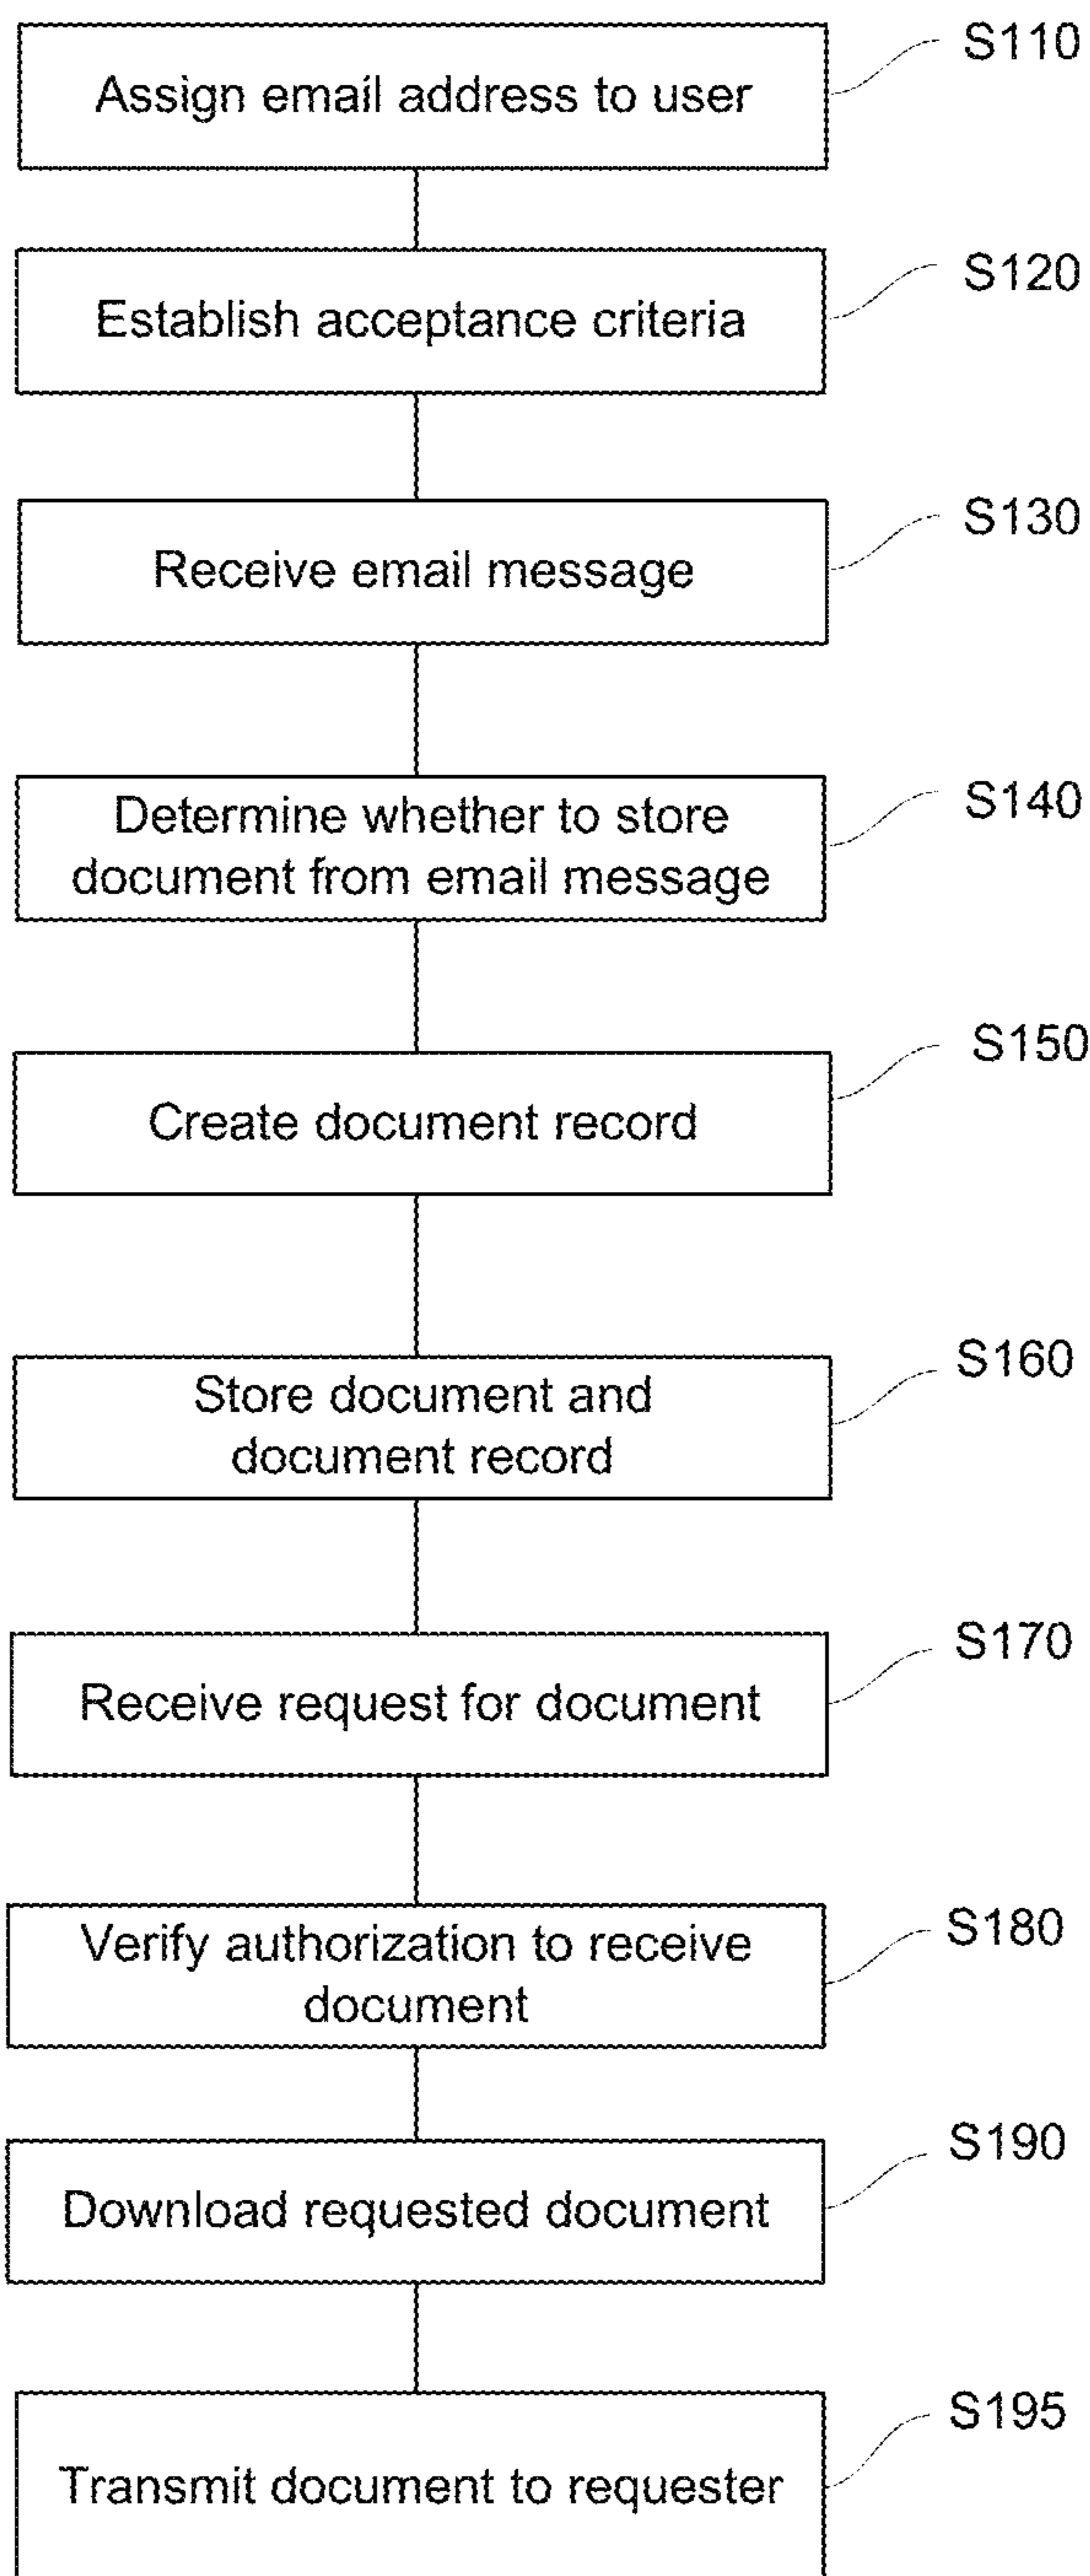 S110
Assign email address to user
S120
Establish acceptance criteria
S130
Receive email message
S140
Determine whether to store
document from email message
S150
Create document record
S160
Store document and
document record
S170
Receive request for document
S180
Verify authorization to receive
document
S190
Download requested document
S195
Transmit document to requester